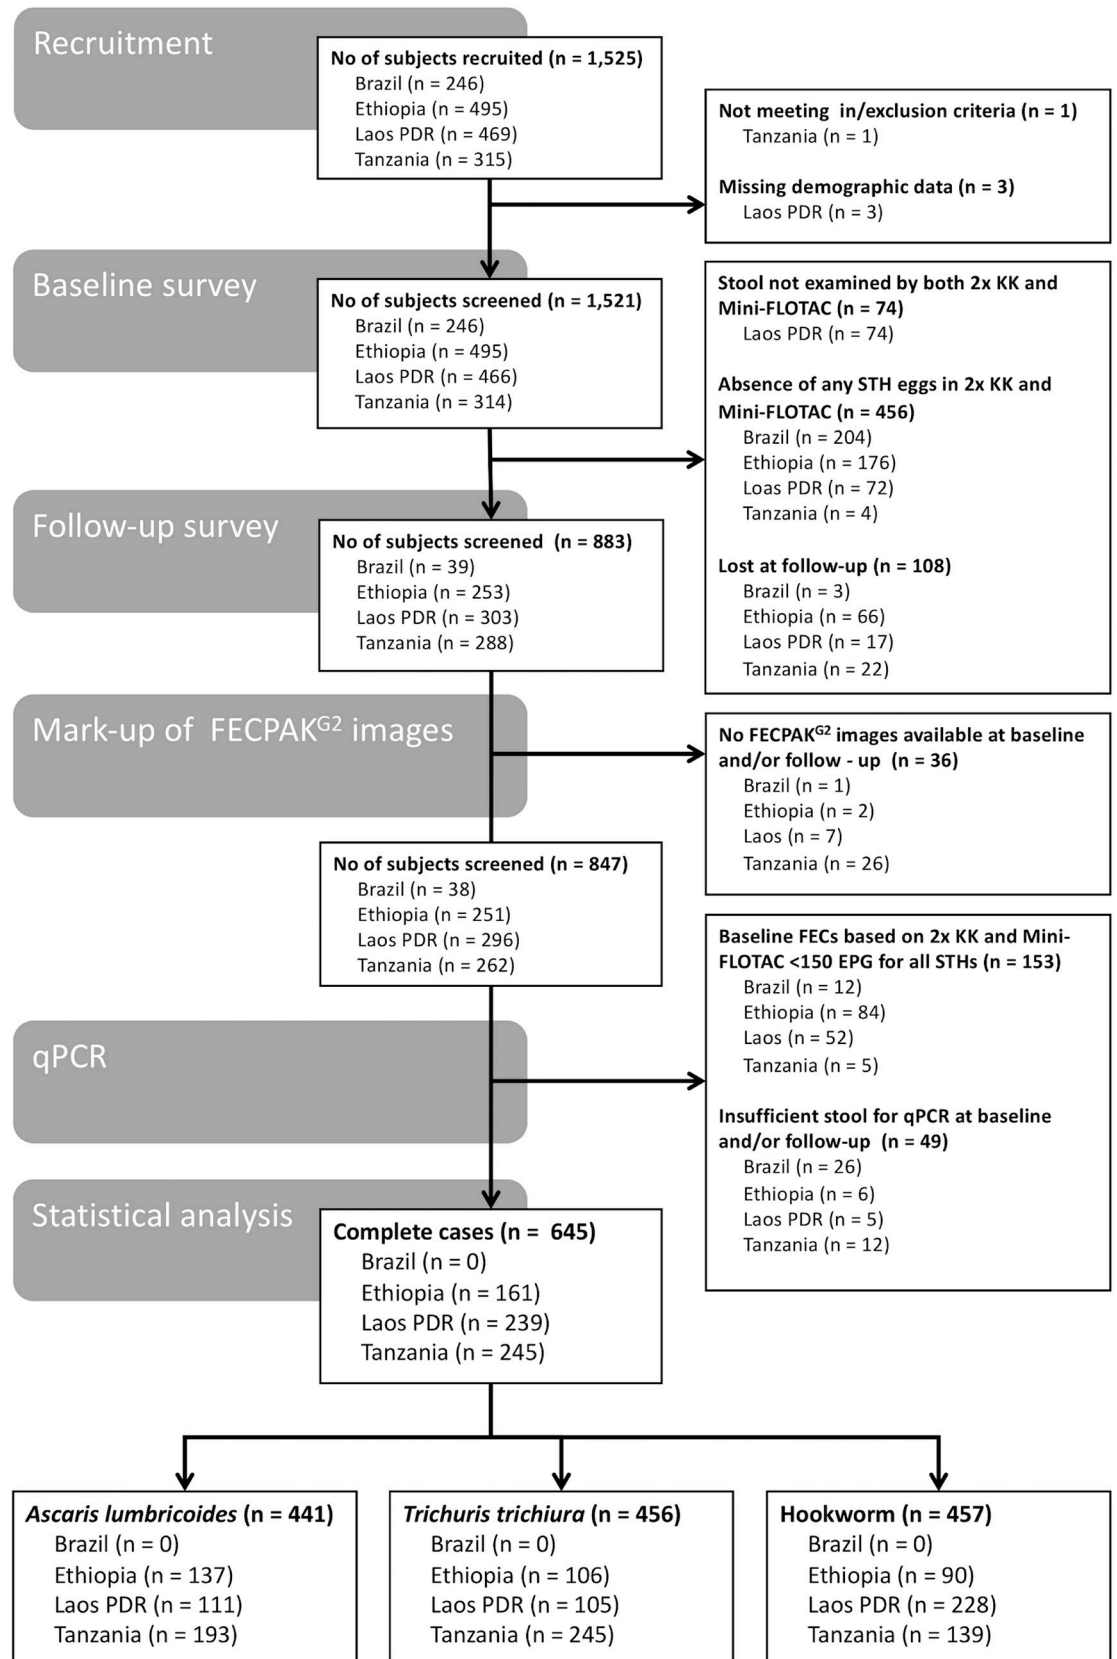 Recruitment
No of subjects recruited (n = 1,525)
Brazil (n = 246)
Ethiopia (n = 495)
Laos PDR (n = 469)
Tanzania (n = 315)
Not meeting in/exclusion criteria (n = 1)
Tanzania (n = 1)
Missing demographic data (n = 3)
Laos PDR (n = 3)
Baseline survey
No of subjects screened (n = 1,521)
Brazil (n = 246)
Ethiopia (n = 495)
Laos PDR (n = 466)
Tanzania (n = 314)
Stool not examined by both 2x KK and
Mini-FLOTAC (n = 74)
Laos PDR (n = 74)
Absence of any STH eggs in 2x KK and
Mini-FLOTAC (n = 456)
Brazil (n = 204)
Ethiopia (n = 176)
Loas PDR (n = 72)
Tanzania (n = 4)
Lost at follow-up (n = 108)
Brazil (n = 3)
Ethiopia (n = 66)
Laos PDR (n = 17)
Tanzania (n = 22)
Follow-up survey
No of subjects screened (n = 883)
Brazil (n = 39)
Ethiopia (n = 253)
Laos PDR (n = 303)
Tanzania (n = 288)
Mark-up of FECPAKG2 images
No FECPAKG2 images available at baseline
and/or follow - up (n = 36)
Brazil (n = 1)
Ethiopia (n = 2)
Laos (n = 7)
Tanzania (n = 26)
No of subjects screened (n = 847)
Brazil (n = 38)
Ethiopia (n = 251)
Laos PDR (n = 296)
Tanzania (n = 262)
Baseline FECs based on 2x KK and Mini-
FLOTAC <150 EPG for all STHs (n = 153)
Brazil (n = 12)
Ethiopia (n = 84)
Laos (n = 52)
Tanzania (n = 5)
Insufficient stool for qPCR at baseline
and/or follow-up (n = 49)
Brazil (n = 26)
Ethiopia (n = 6)
Laos PDR (n = 5)
Tanzania (n = 12)
qPCR
Statistical analysis
Complete cases (n = 645)
Brazil (n = 0)
Ethiopia (n = 161)
Laos PDR (n = 239)
Tanzania (n = 245)
Ascaris lumbricoides (n = 441)
Brazil (n = 0)
Ethiopia (n = 137)
Laos PDR (n = 111)
Tanzania (n = 193)
Trichuris trichiura (n = 456)
Brazil (n = 0)
Ethiopia (n = 106)
Laos PDR (n = 105)
Tanzania (n = 245)
Hookworm (n = 457)
Brazil (n = 0)
Ethiopia (n = 90)
Laos PDR (n = 228)
Tanzania (n = 139)